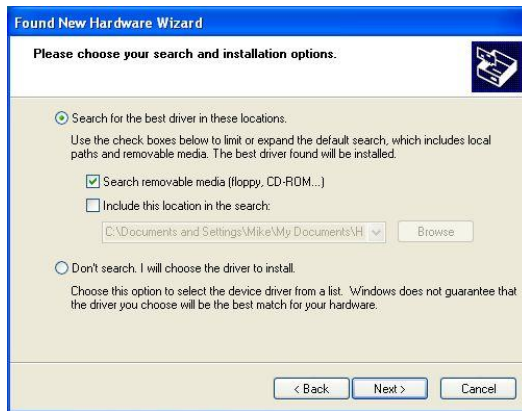 Found New Hardware Wizard
Please choose your search and installation options.
Search for the best driver in these locations.
Use the check boxes below to limit or expand the default search, which includes local
paths and removable media. The best driver found will be installed.
Search removable media (floppy, CD-ROM...)
Include this location in the search:
C:\Documents and Settings\Mike\My Documents\H
Browse
Don't search. I will choose the driver to install.
Choose this option to select the device driver from a list. Windows does not guarantee that
the driver you choose will be the best match for your hardware.
< Back
Next >
Cancel